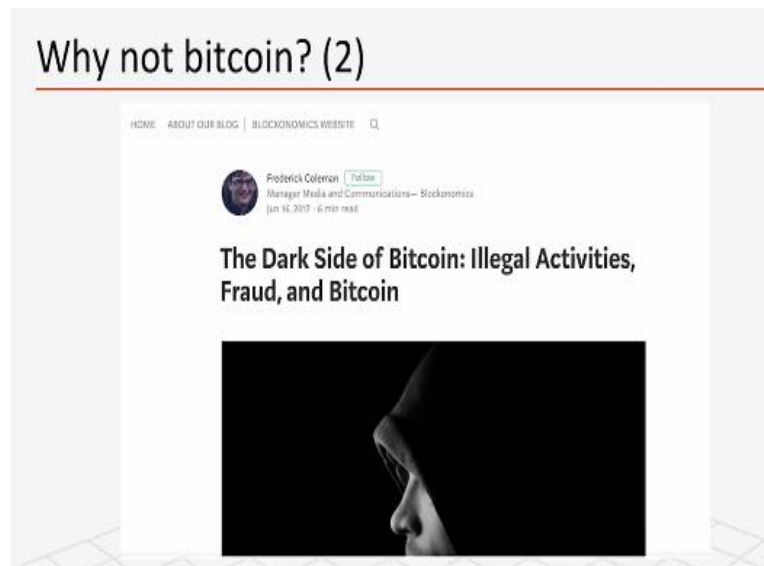 Why not bitcoin? (2)
HOME ABOUT OUR BLOG | BLOCKONOMICS WEBSITE
Frederick Coleman Follow
Manager Media and Communications— Blockonomics
Jun 16, 2017 · 6 min read
The Dark Side of Bitcoin: Illegal Activities,
Fraud, and Bitcoin